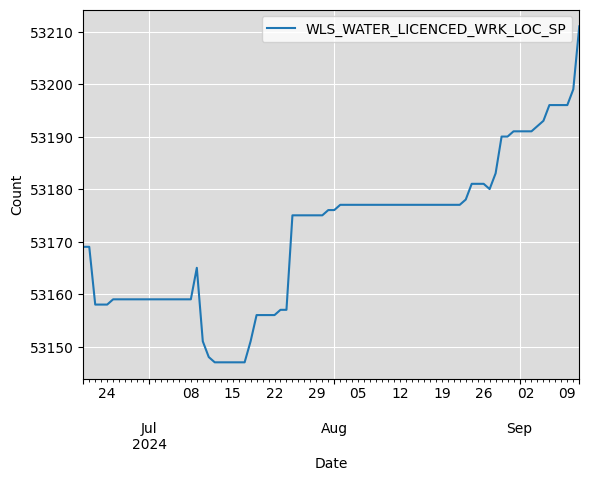 WLS_WATER_LICENCED_WRK_LOC_SP
53210
53200
53190
53180
53170
53160
53150
Count
24 08 15 22 29 05 12 19 26 02 09
Jul Aug Sep
2024
Date